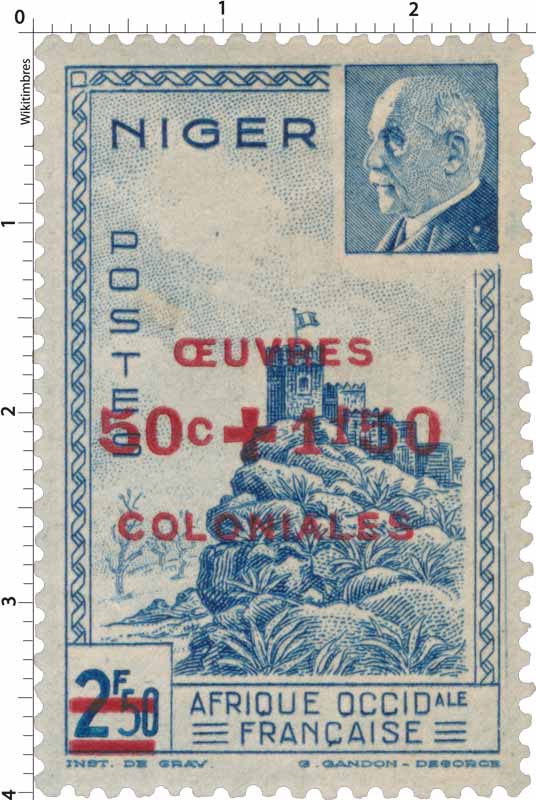 0 1 2
Wikitimbres
1
2
3
4
NIGER
POSTES
ŒUVRES
50c + 1f50
COLONIALES
2F50
AFRIQUE OCCIDALE
FRANÇAISE
INST. DE GRAV. G. GANDON - DEGORCE